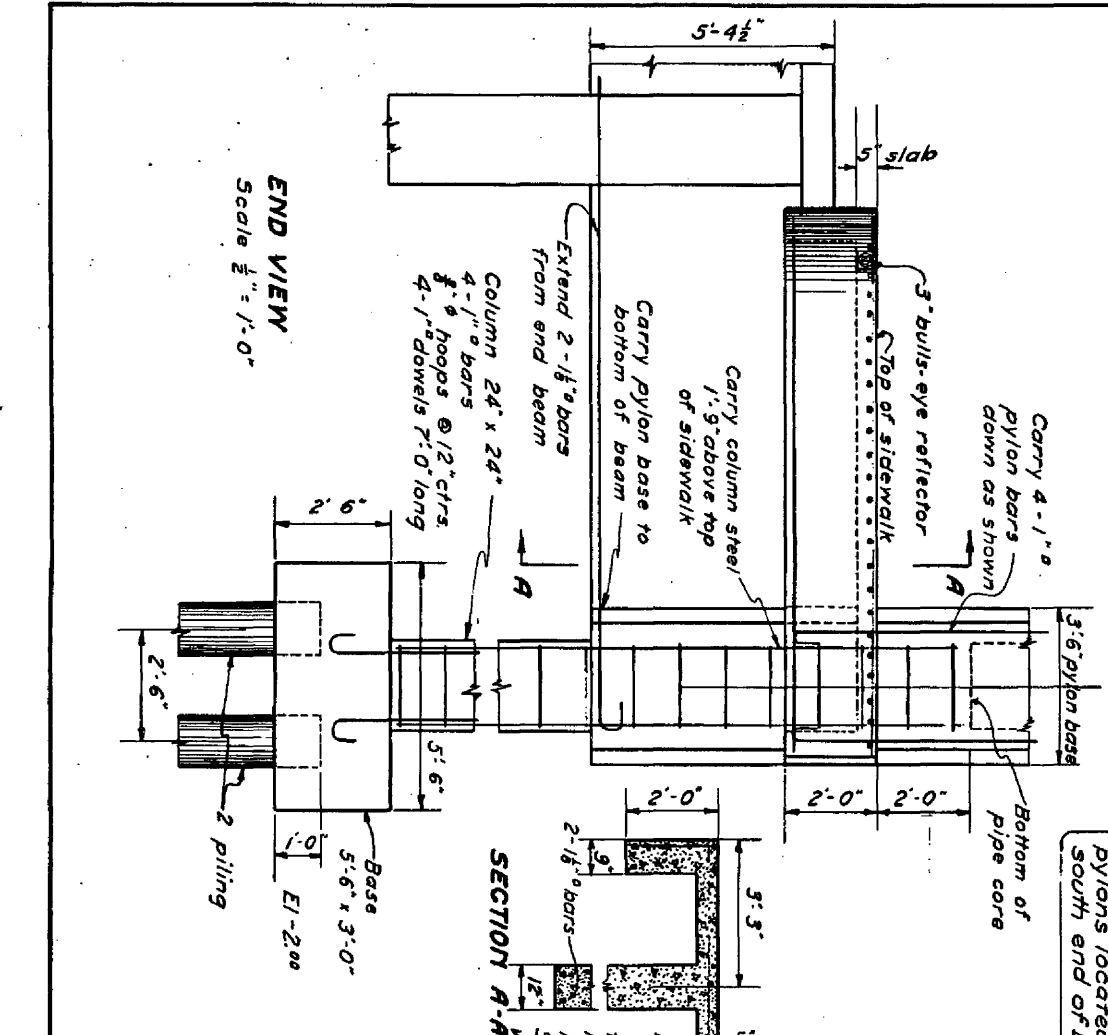 5'-4½"
5" slab
3" bulls-eye reflector
Top of sidewalk
Carry 4-1"▫
pylon bars
down as shown
3'-6" pylon base
Carry column steel
1'-9" above top
of sidewalk
Carry pylon base to
bottom of beam
Extend 2-1⅛"▫ bars
from end beam
A
A
Bottom of
pipe core
2'-0"
2'-0"
2'-0"
Column 24" x 24"
4-1"▫ bars
⅜"ϕ hoops @ 12" ctrs.
4-1"▫ dowels 7'-0" long
END VIEW
Scale ½" = 1'-0"
2'6"
5'-6"
2'-6"
1'-0"
Base
5'-6" x 3'-0"
El -2.00
2 piling
3'3"
9"
2-1⅛"▫ bars
12"
SECTION A-A
pylons locate
south end of